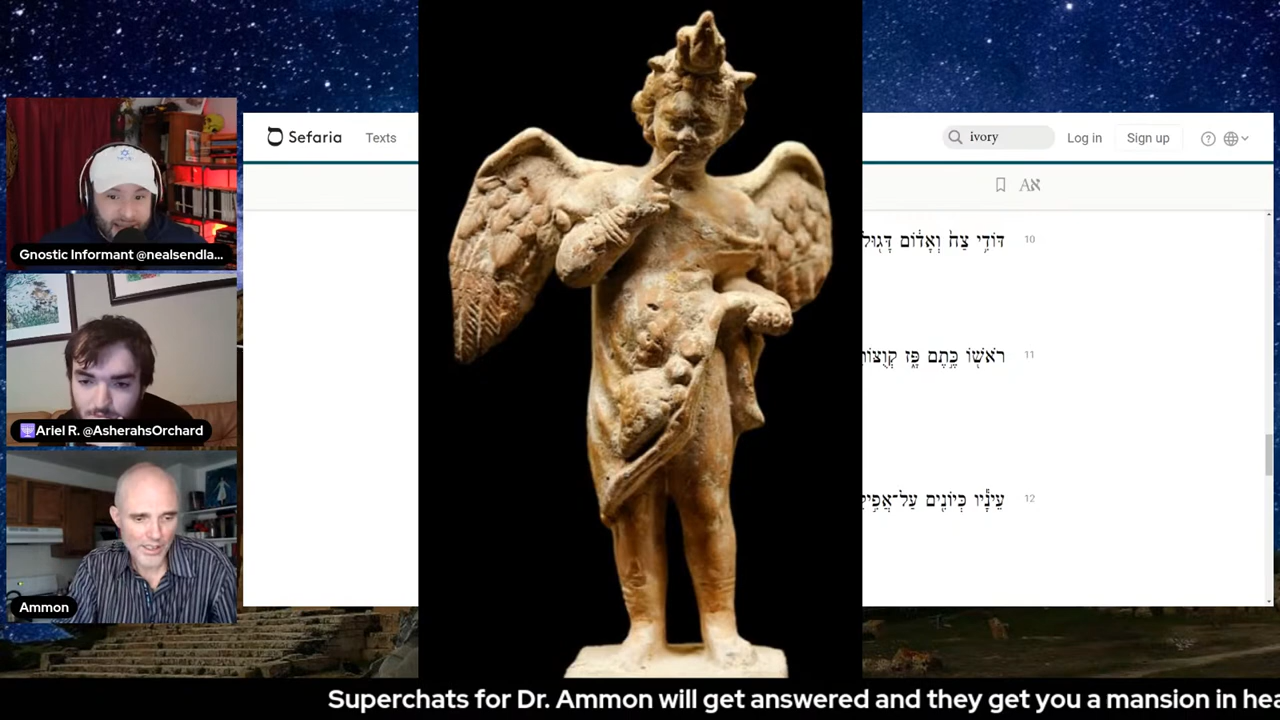 Sefaria
Texts
ivory
Log in
Sign up
אA
דּוֹדִ֥י צַח֙ וְאָד֔וֹם
10
רֹאשׁ֖וֹ כֶּ֣תֶם פָּ֑ז
11
עֵינָ֕יו כְּיוֹנִ֖ים
12
Gnostic Informant @nealsendla...
Ariel R. @AsherahsOrchard
Ammon
Superchats for Dr. Ammon will get answered and they get you a mansion in hea